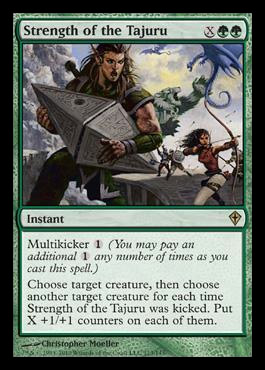 Strength of the Tajuru X
Instant
Multikicker 1 (You may pay an
additional 1 any number of times as you
cast this spell.)
Choose target creature, then choose
another target creature for each time
Strength of the Tajuru was kicked. Put
X +1/+1 counters on each of them.
Christopher Moeller